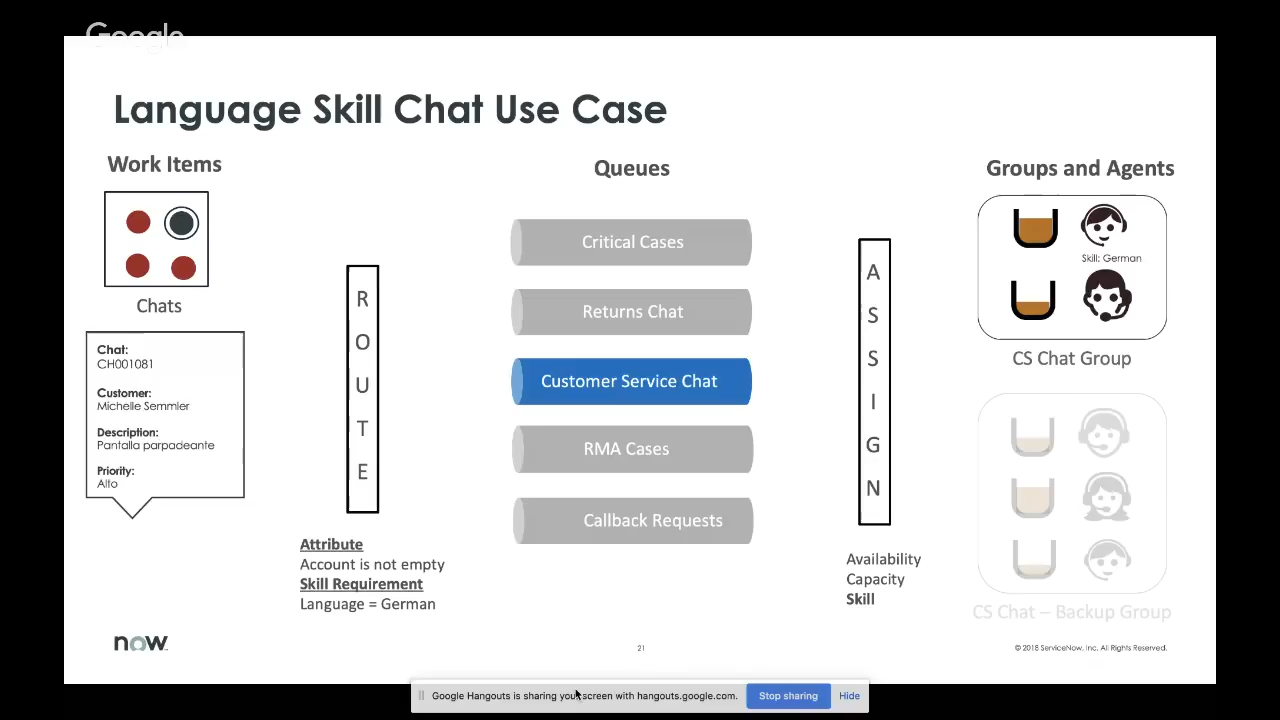 Google
Language Skill Chat Use Case
Work Items
Chats
Chat:
CH001081
Customer:
Michelle Semmler
Description:
Pantalla parpadeante
Priority:
Alto
R
O
U
T
E
Attribute
Account is not empty
Skill Requirement
Language = German
Queues
Critical Cases
Returns Chat
Customer Service Chat
RMA Cases
Callback Requests
A
S
S
I
G
N
Availability
Capacity
Skill
Groups and Agents
Skill: German
CS Chat Group
CS Chat – Backup Group
now
21
© 2018 ServiceNow, Inc. All Rights Reserved.
Google Hangouts is sharing your screen with hangouts.google.com.
Stop sharing
Hide